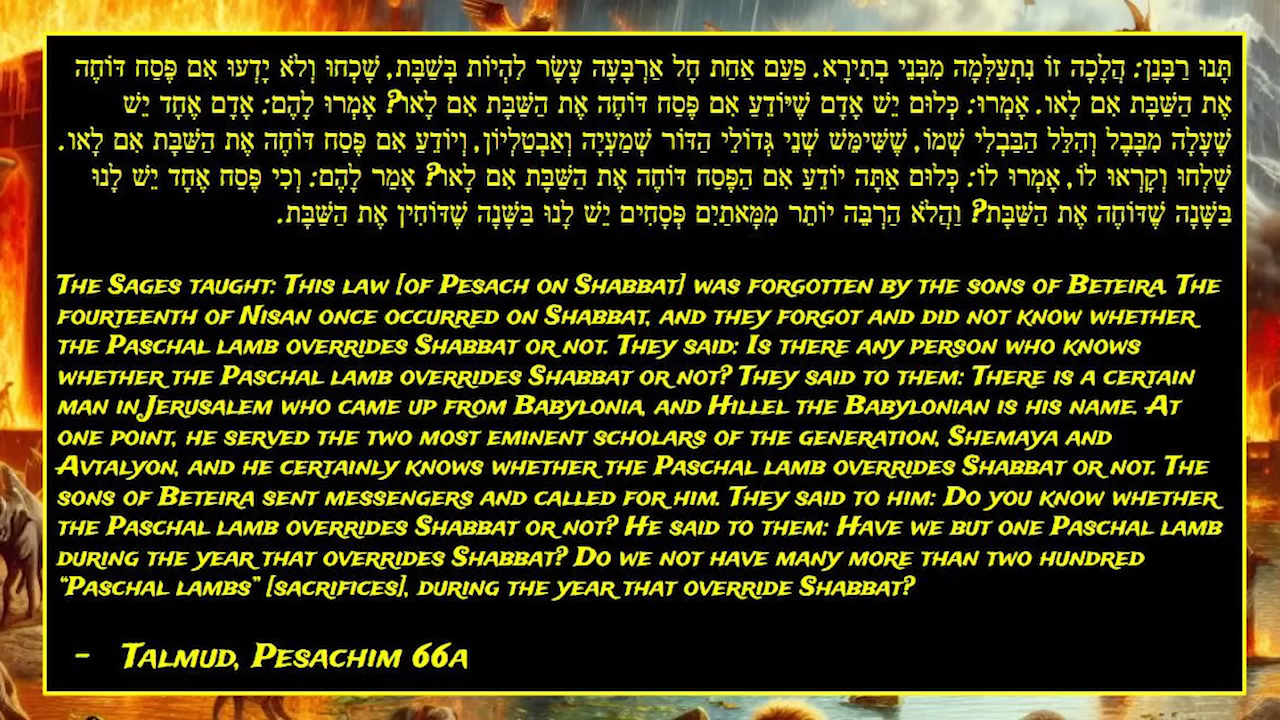 תָּנוּ רַבָּנַן: הֲלָכָה זוֹ נִתְעַלְּמָה מִבְּנֵי בְתִירָא. פַּעַם אַחַת חָל אַרְבָּעָה עָשָׂר לִהְיוֹת בְּשַׁבָּת, שָׁכְחוּ וְלֹא יָדְעוּ אִם פֶּסַח דּוֹחֶה
אֶת הַשַּׁבָּת אִם לָאו. אָמְרוּ: כְּלוּם יֵשׁ אָדָם שֶׁיּוֹדֵעַ אִם פֶּסַח דּוֹחֶה אֶת הַשַּׁבָּת אִם לָאו? אָמְרוּ לָהֶם: אָדָם אֶחָד יֵשׁ
שֶׁעָלָה מִבָּבֶל וְהִלֵּל הַבַּבְלִי שְׁמוֹ, שֶׁשִּׁימֵּשׁ שְׁנֵי גְּדוֹלֵי הַדּוֹר שְׁמַעְיָה וְאַבְטַלְיוֹן, וְיוֹדֵעַ אִם פֶּסַח דּוֹחֶה אֶת הַשַּׁבָּת אִם לָאו.
שָׁלְחוּ וְקָרְאוּ לוֹ, אָמְרוּ לוֹ: כְּלוּם אַתָּה יוֹדֵעַ אִם הַפֶּסַח דּוֹחֶה אֶת הַשַּׁבָּת אִם לָאו? אָמַר לָהֶם: וְכִי פֶּסַח אֶחָד יֵשׁ לָנוּ
בַּשָּׁנָה שֶׁדּוֹחֶה אֶת הַשַּׁבָּת? וַהֲלֹא הַרְבֵּה יוֹתֵר מִמָּאתַיִם פְּסָחִים יֵשׁ לָנוּ בַּשָּׁנָה שֶׁדּוֹחִין אֶת הַשַּׁבָּת.
The Sages taught: This law [of Pesach on Shabbat] was forgotten by the sons of Beteira. The
fourteenth of Nisan once occurred on Shabbat, and they forgot and did not know whether
the Paschal lamb overrides Shabbat or not. They said: Is there any person who knows
whether the Paschal lamb overrides Shabbat or not? They said to them: There is a certain
man in Jerusalem who came up from Babylonia, and Hillel the Babylonian is his name. At
one point, he served the two most eminent scholars of the generation, Shemaya and
Avtalyon, and he certainly knows whether the Paschal lamb overrides Shabbat or not. The
sons of Beteira sent messengers and called for him. They said to him: Do you know whether
the Paschal lamb overrides Shabbat or not? He said to them: Have we but one Paschal lamb
during the year that overrides Shabbat? Do we not have many more than two hundred
“Paschal lambs” [sacrifices], during the year that override Shabbat?
- Talmud, Pesachim 66a